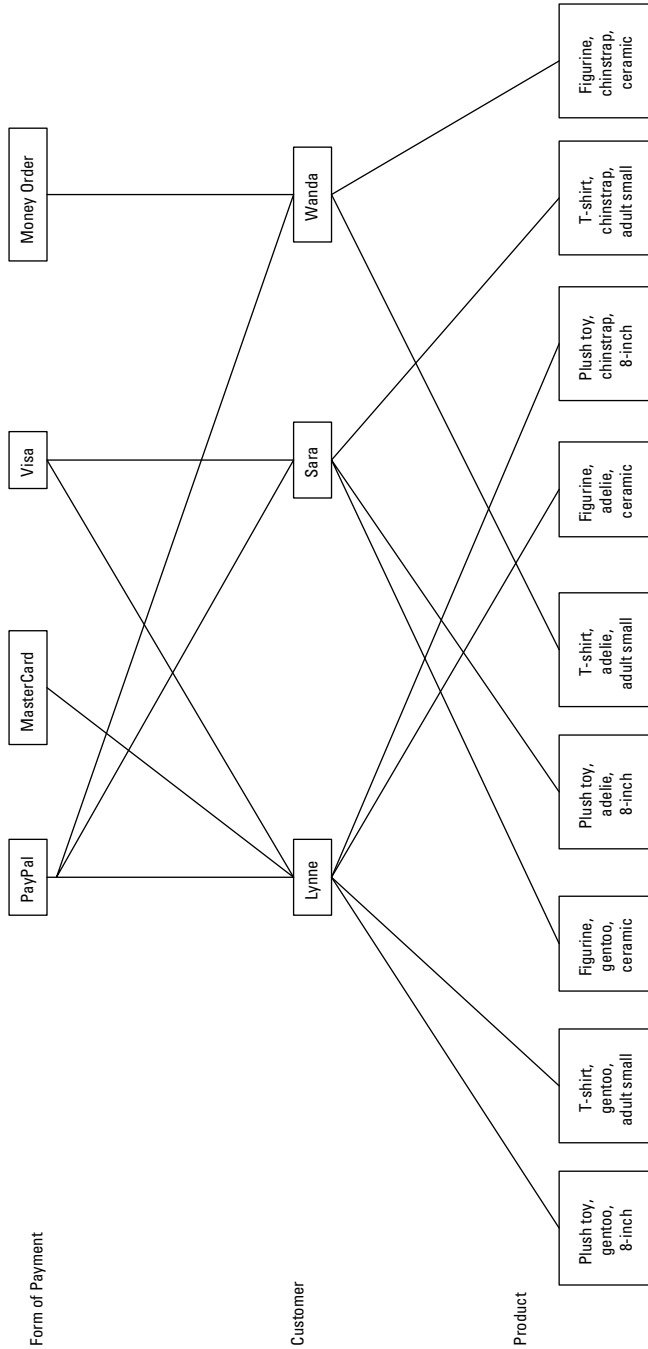 Form of Payment
PayPal
MasterCard
Visa
Money Order
Customer
Lynne
Sara
Wanda
Product
Plush toy,
gentoo,
8-inch
T-shirt,
gentoo,
adult small
Figurine,
gentoo,
ceramic
Plush toy,
adelie,
8-inch
T-shirt,
adelie,
adult small
Figurine,
adelie,
ceramic
Plush toy,
chinstrap,
8-inch
T-shirt,
chinstrap,
adult small
Figurine,
chinstrap,
ceramic